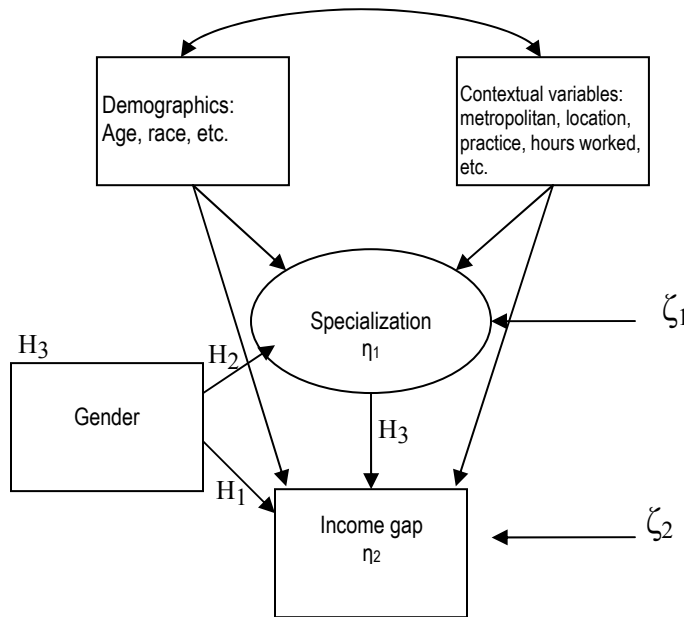 Demographics:
Age, race, etc.
Contextual variables:
metropolitan, location,
practice, hours worked,
etc.
Specialization
η1
ζ1
H3
H2
Gender
H3
H1
Income gap
η2
ζ2